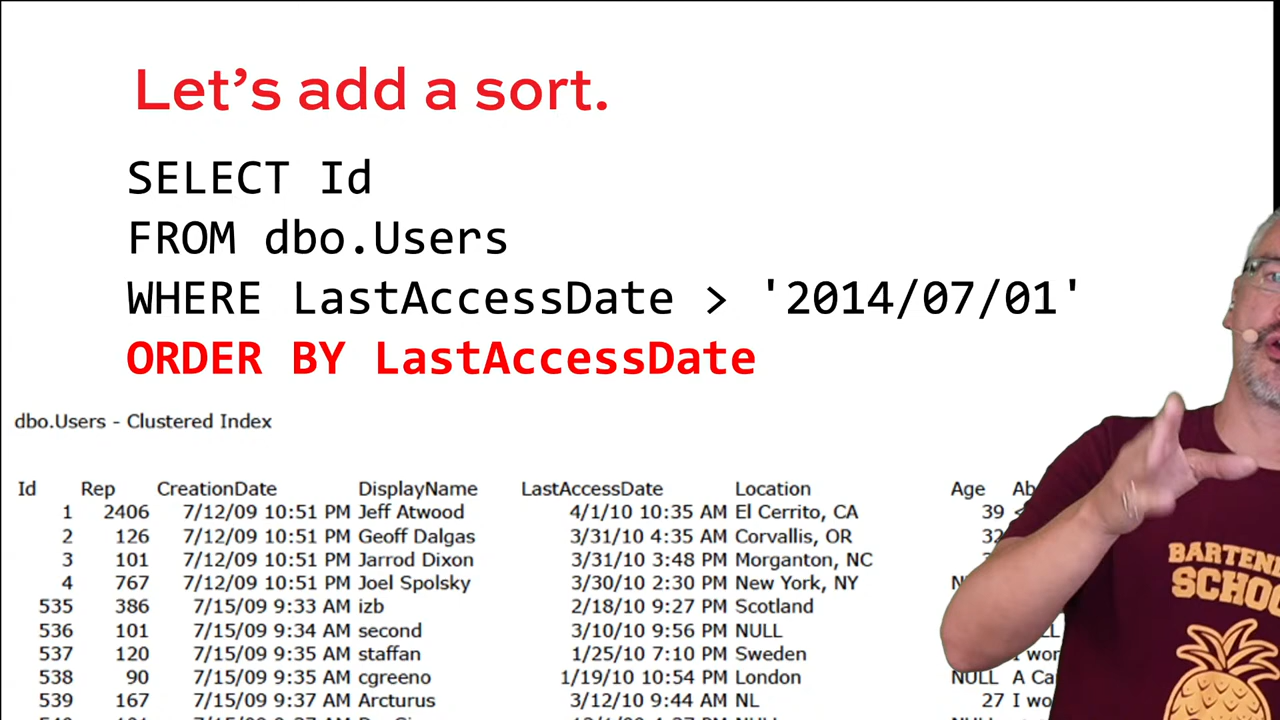 Let's add a sort.
SELECT Id
FROM dbo.Users
WHERE LastAccessDate > '2014/07/01'
ORDER BY LastAccessDate
dbo.Users - Clustered Index
Id Rep CreationDate DisplayName LastAccessDate Location Age
1 2406 7/12/09 10:51 PM Jeff Atwood 4/1/10 10:35 AM El Cerrito, CA 39
2 126 7/12/09 10:51 PM Geoff Dalgas 3/31/10 4:35 AM Corvallis, OR 32
3 101 7/12/09 10:51 PM Jarrod Dixon 3/31/10 3:48 PM Morganton, NC
4 767 7/12/09 10:51 PM Joel Spolsky 3/30/10 2:30 PM New York, NY
535 386 7/15/09 9:33 AM izb 2/18/10 9:27 PM Scotland
536 101 7/15/09 9:34 AM second 3/10/10 9:56 PM NULL
537 120 7/15/09 9:35 AM staffan 1/25/10 7:10 PM Sweden I wor
538 90 7/15/09 9:35 AM cgreeno 1/19/10 10:54 PM London NULL A Ca
539 167 7/15/09 9:37 AM Arcturus 3/12/10 9:44 AM NL 27 I wo
BARTEN
SCHOO